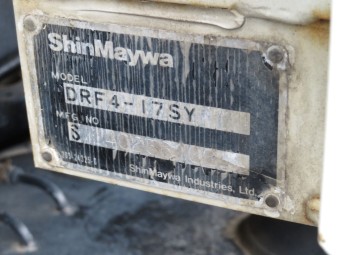 ShinMaywa
MODEL
DRF4-17SY
MFG NO.
S
ShinMaywa Industries, Ltd.